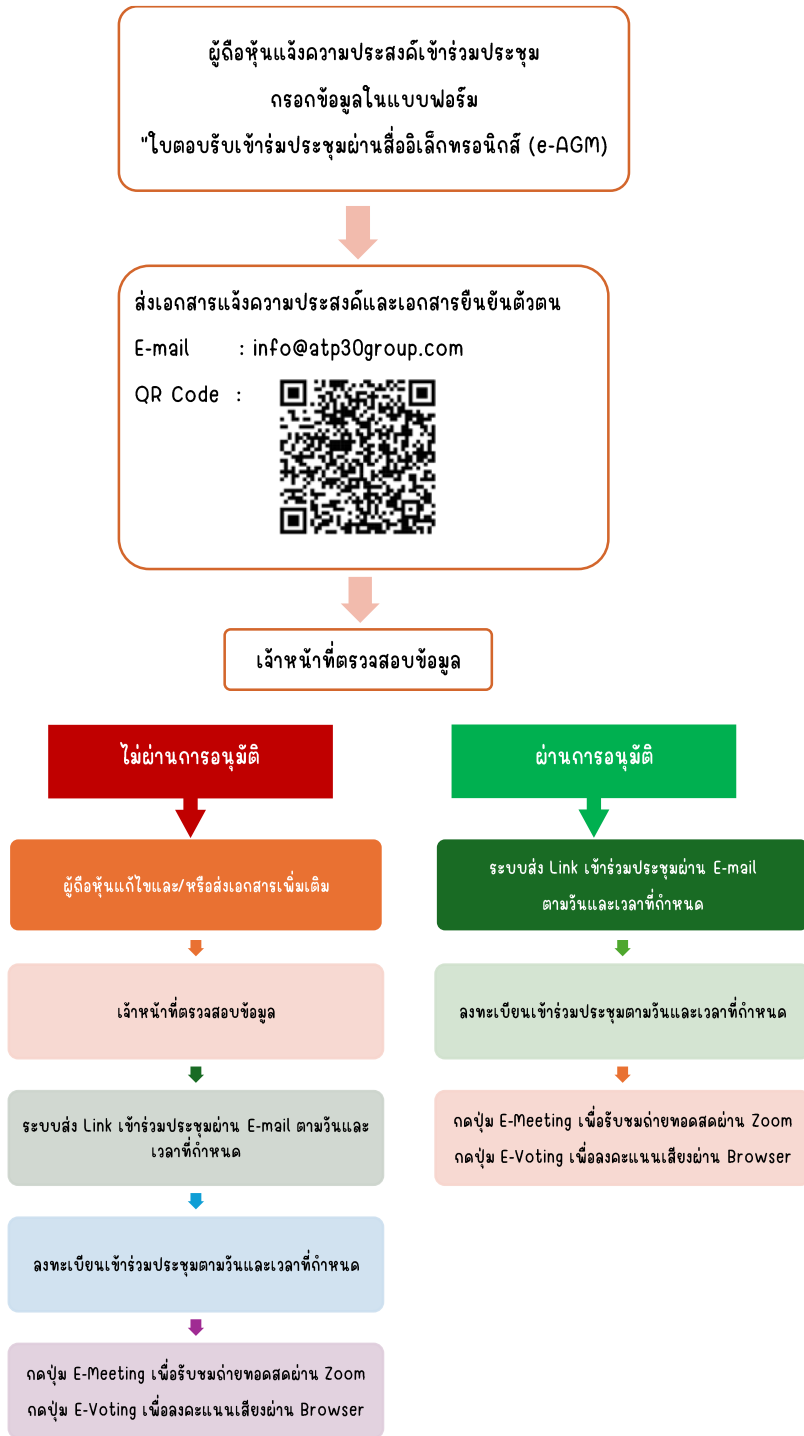 ผู้ถือหุ้นแจ้งความประสงค์เข้าร่วมประชุม
กรอกข้อมูลในแบบฟอร์ม
"ใบตอบรับเข้าร่มประชุมผ่านสื่ออิเล็กทรอนิกส์ (e-AGM)
ส่งเอกสารแจ้งความประสงค์และเอกสารยืนยันตัวตน
E-mail : info@atp30group.com
QR Code :
เจ้าหน้าที่ตรวจสอบข้อมูล
ไม่ผ่านการอนุมัติ
ผู้ถือหุ้นแก้ไขและ/หรือส่งเอกสารเพิ่มเติม
เจ้าหน้าที่ตรวจสอบข้อมูล
ระบบส่ง Link เข้าร่วมประชุมผ่าน E-mail ตามวันและ
เวลาที่กำหนด
ลงทะเบียนเข้าร่วมประชุมตามวันและเวลาที่กำหนด
กดปุ่ม E-Meeting เพื่อรับชมถ่ายทอดสดผ่าน Zoom
กดปุ่ม E-Voting เพื่อลงคะแนนเสียงผ่าน Browser
ผ่านการอนุมัติ
ระบบส่ง Link เข้าร่วมประชุมผ่าน E-mail
ตามวันและเวลาที่กำหนด
ลงทะเบียนเข้าร่วมประชุมตามวันและเวลาที่กำหนด
กดปุ่ม E-Meeting เพื่อรับชมถ่ายทอดสดผ่าน Zoom
กดปุ่ม E-Voting เพื่อลงคะแนนเสียงผ่าน Browser